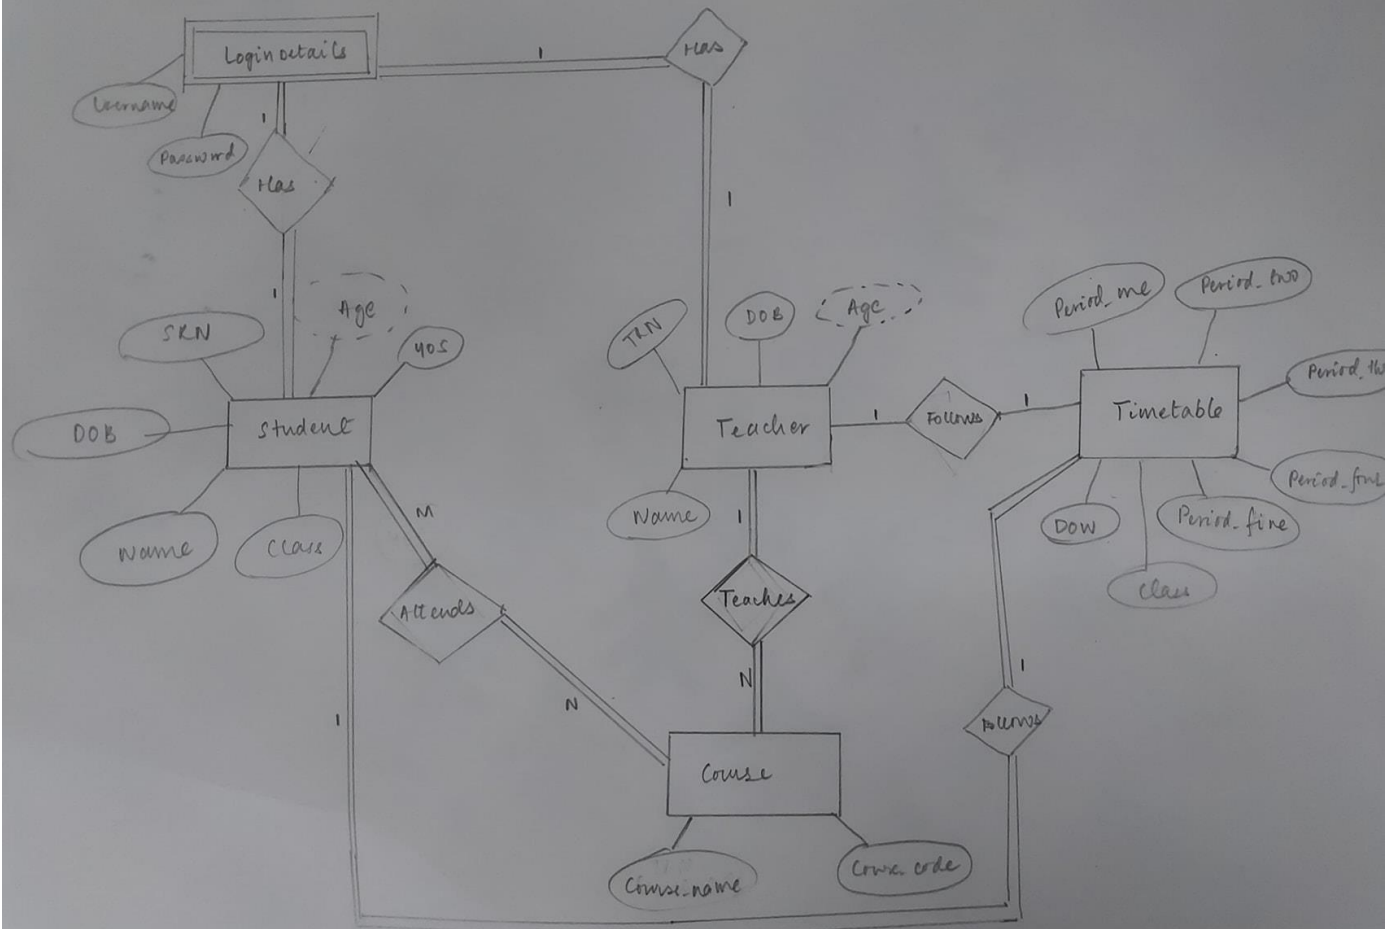 Login Details
1
Has
Username
Password
1
Has
1
1
SRN
Age
YOS
DOB
Student
Name
Class
TRN
DOB
Age
Teacher
Name
1
Follows
1
Period_one
Period_two
Timetable
DOW
Class
Period_five
M
Attends
N
1
Teaches
N
1
Follows
1
Course
Course_name
Course_code